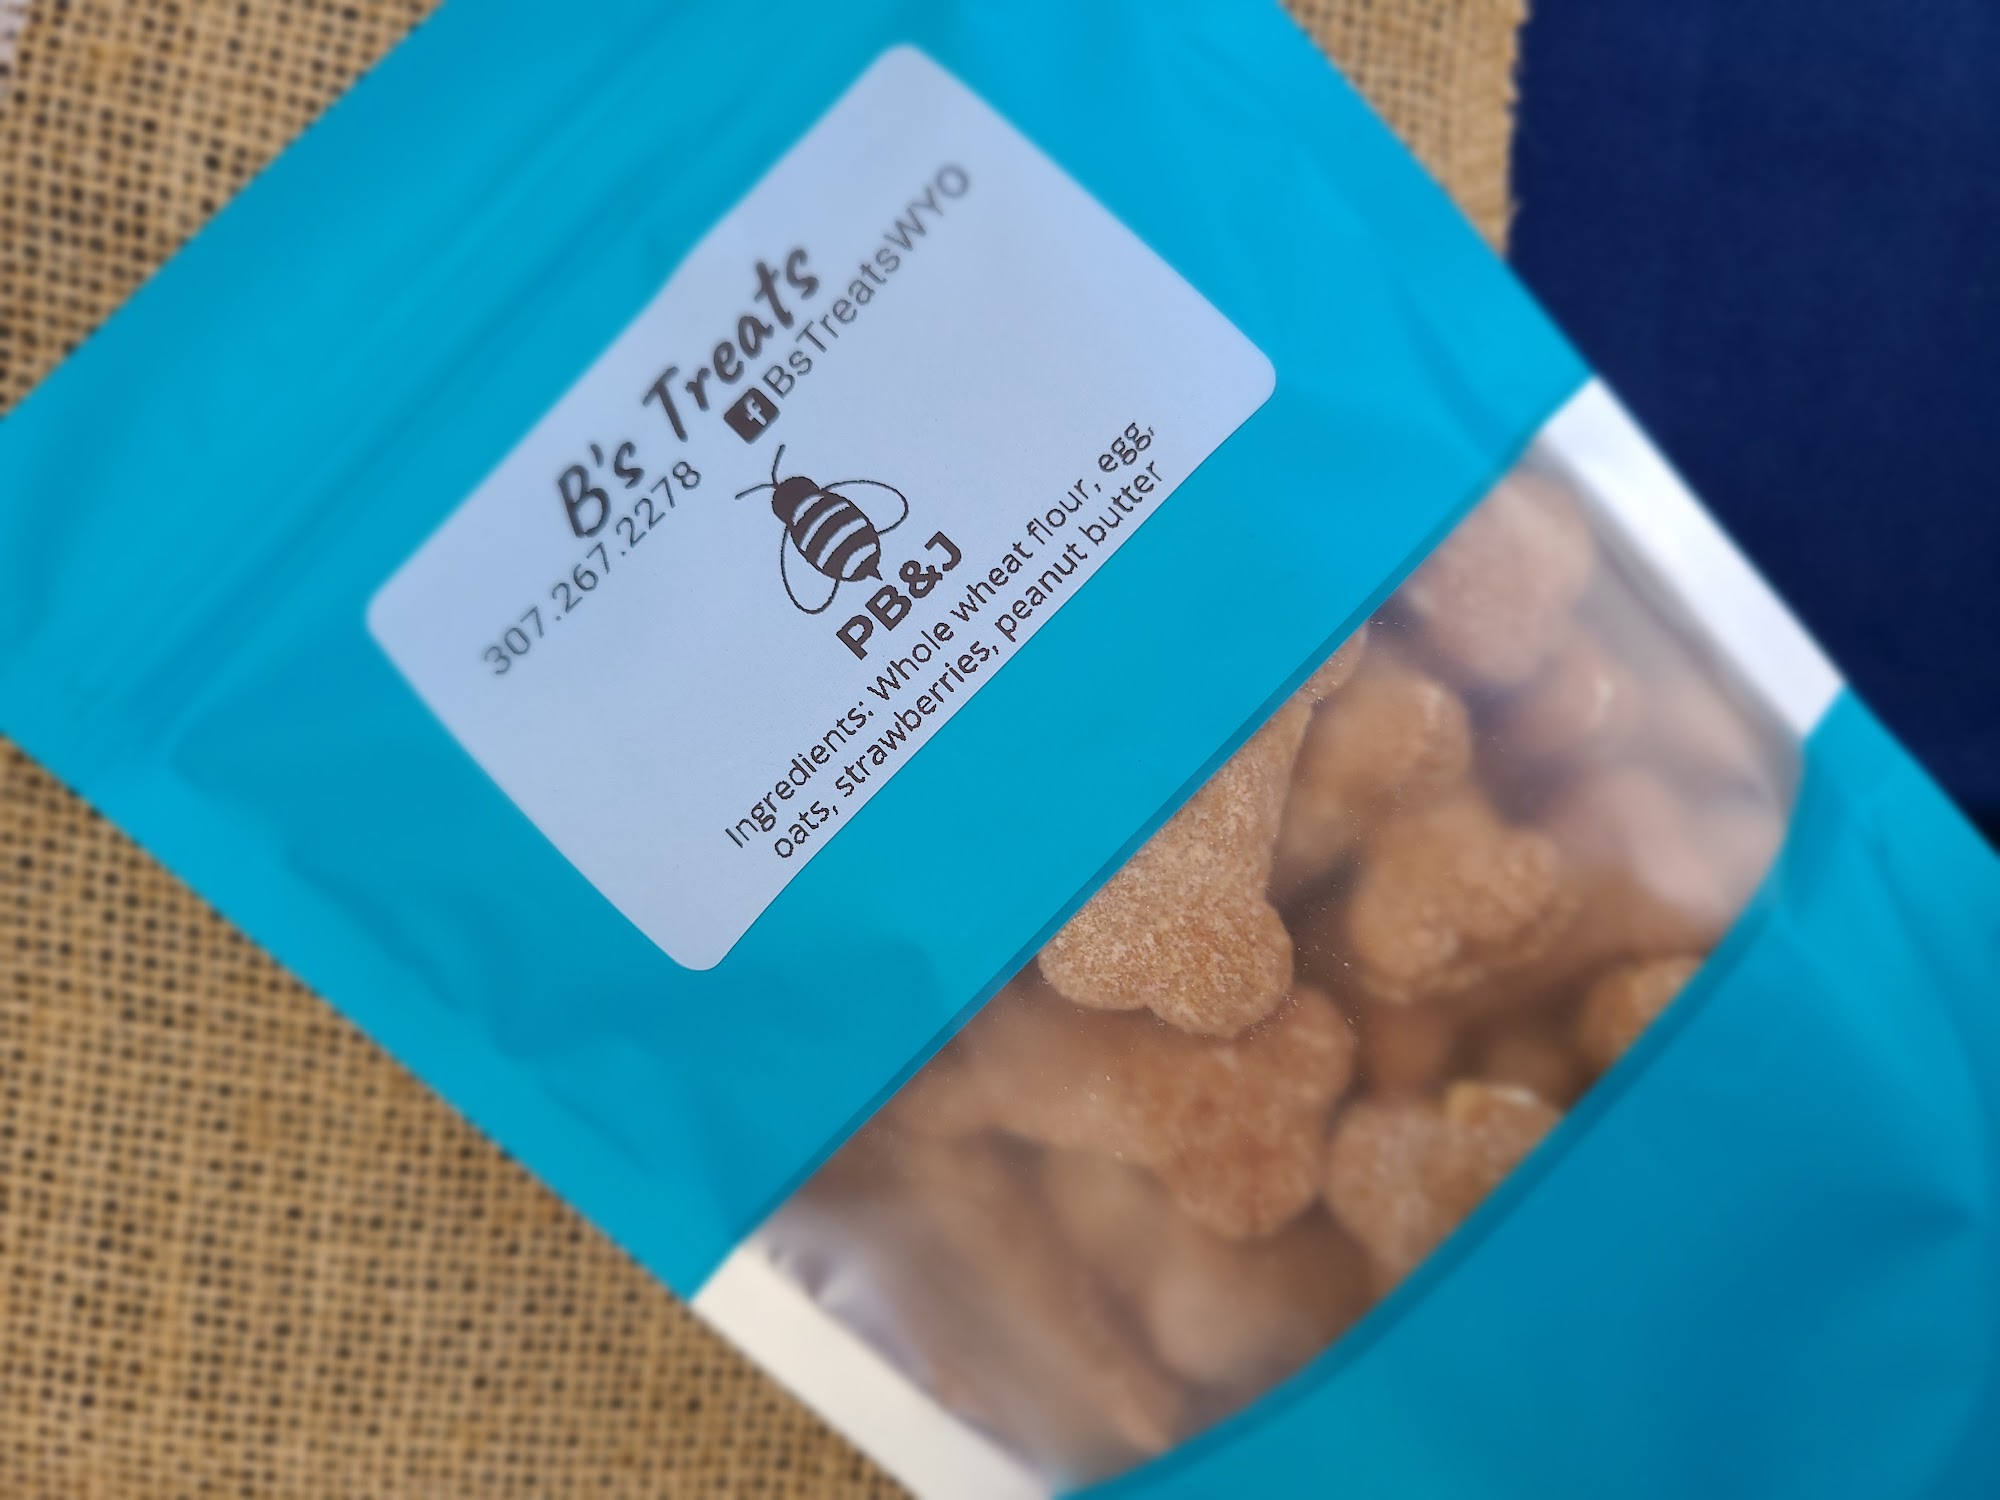 B's Treats
307.267.2278 f BsTreatsWYO
PB&J
Ingredients: Whole wheat flour, egg,
oats, strawberries, peanut butter